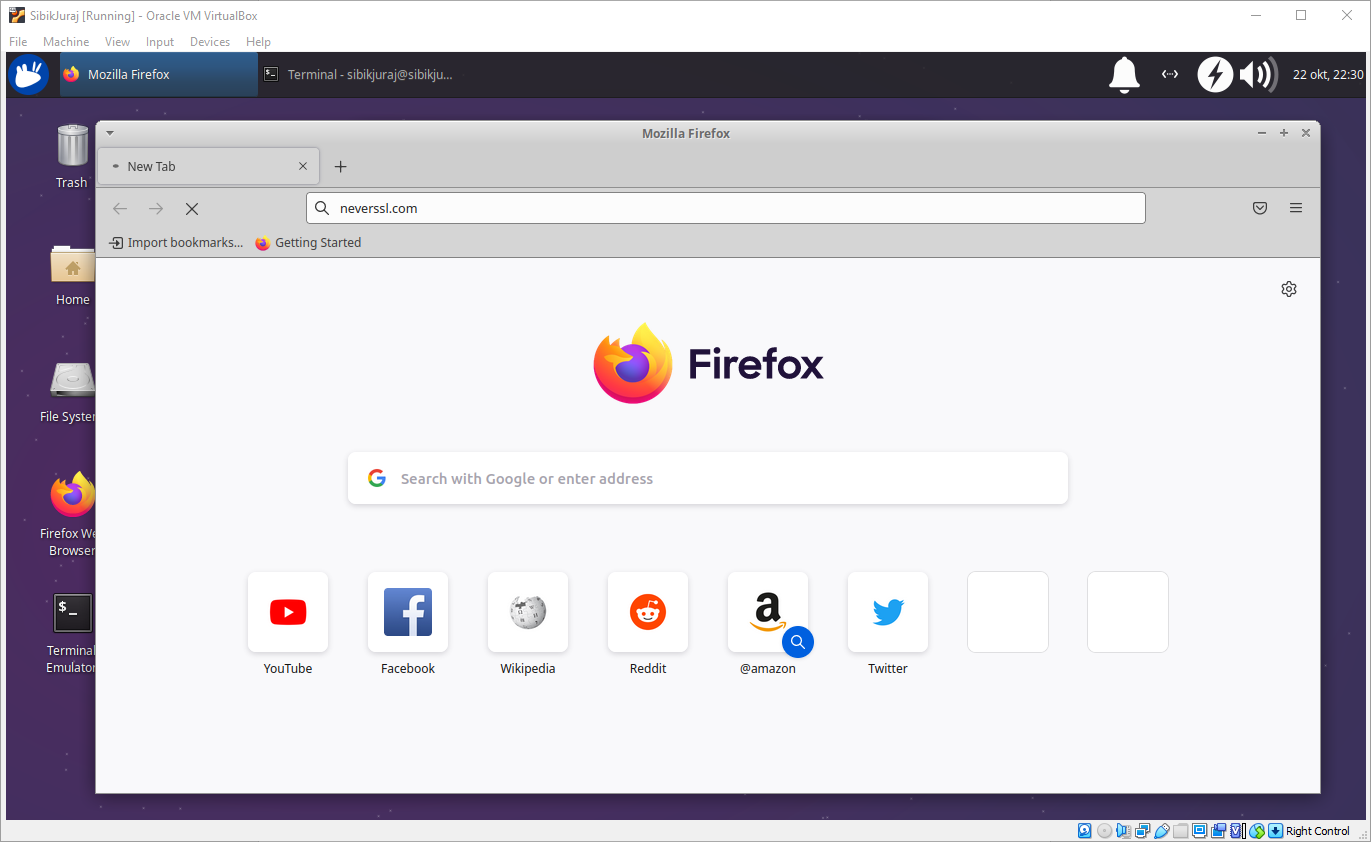 SibikJuraj [Running] - Oracle VM VirtualBox
File Machine View Input Devices Help
Mozilla Firefox
Terminal - sibikjuraj@sibikju...
22 okt, 22:30
Mozilla Firefox
Trash
New Tab
neverssl.com
Import bookmarks...
Getting Started
Home
Firefox
File System
Search with Google or enter address
$_
Firefox We
Browser
Terminal
Emulator
YouTube
Facebook
Wikipedia
Reddit
@amazon
Twitter
Right Control